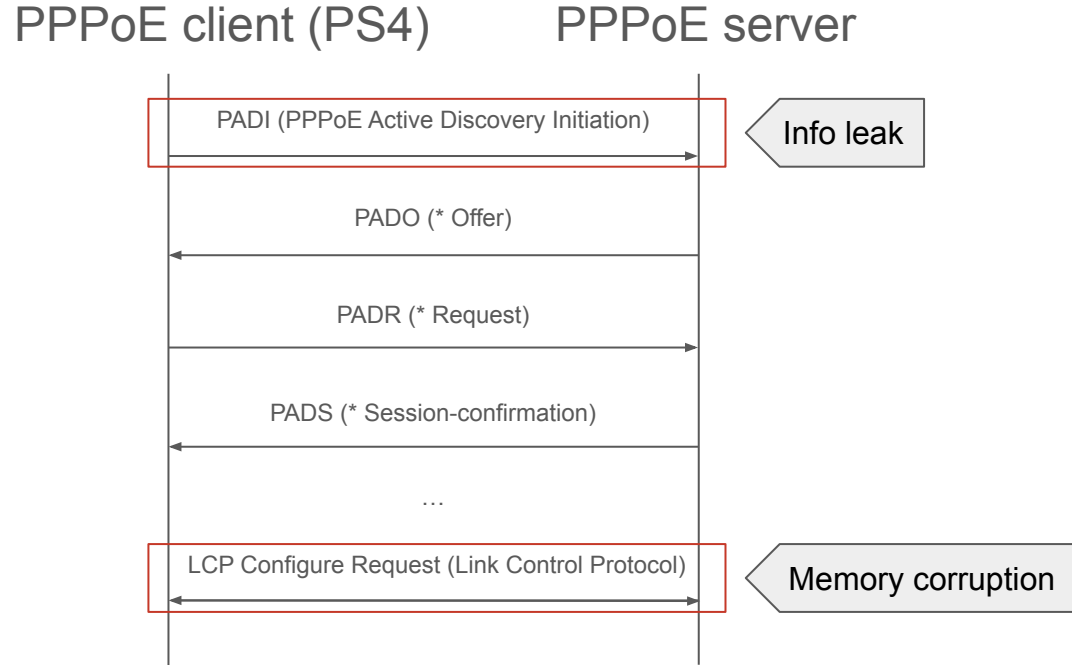 PPPoE client (PS4) PPPoE server
PADI (PPPoE Active Discovery Initiation)
Info leak
PADO (* Offer)
PADR (* Request)
PADS (* Session-confirmation)
…
LCP Configure Request (Link Control Protocol)
Memory corruption